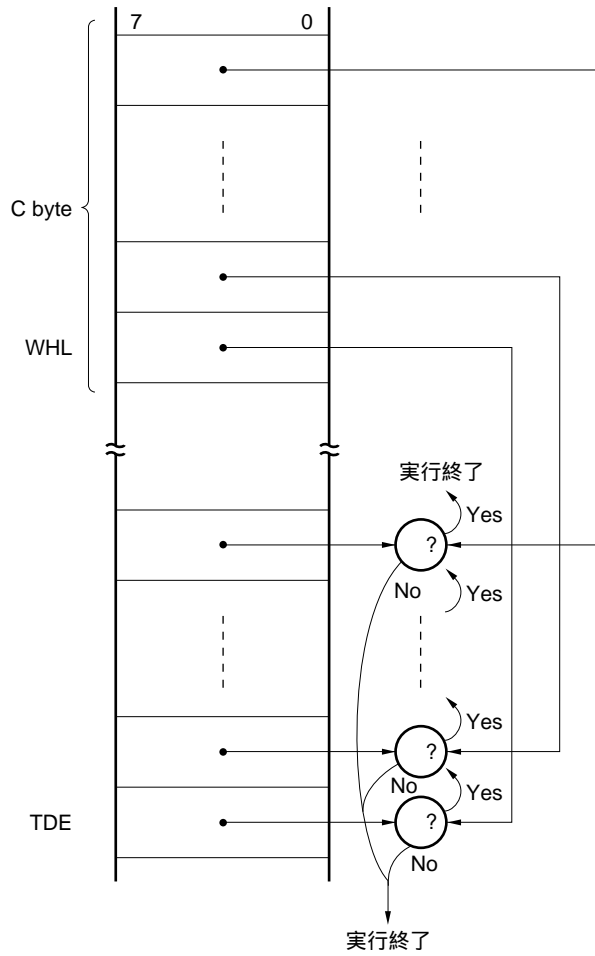 7 0
C byte
WHL
実行終了
Yes
?
No
Yes
Yes
?
No
Yes
TDE
?
No
実行終了